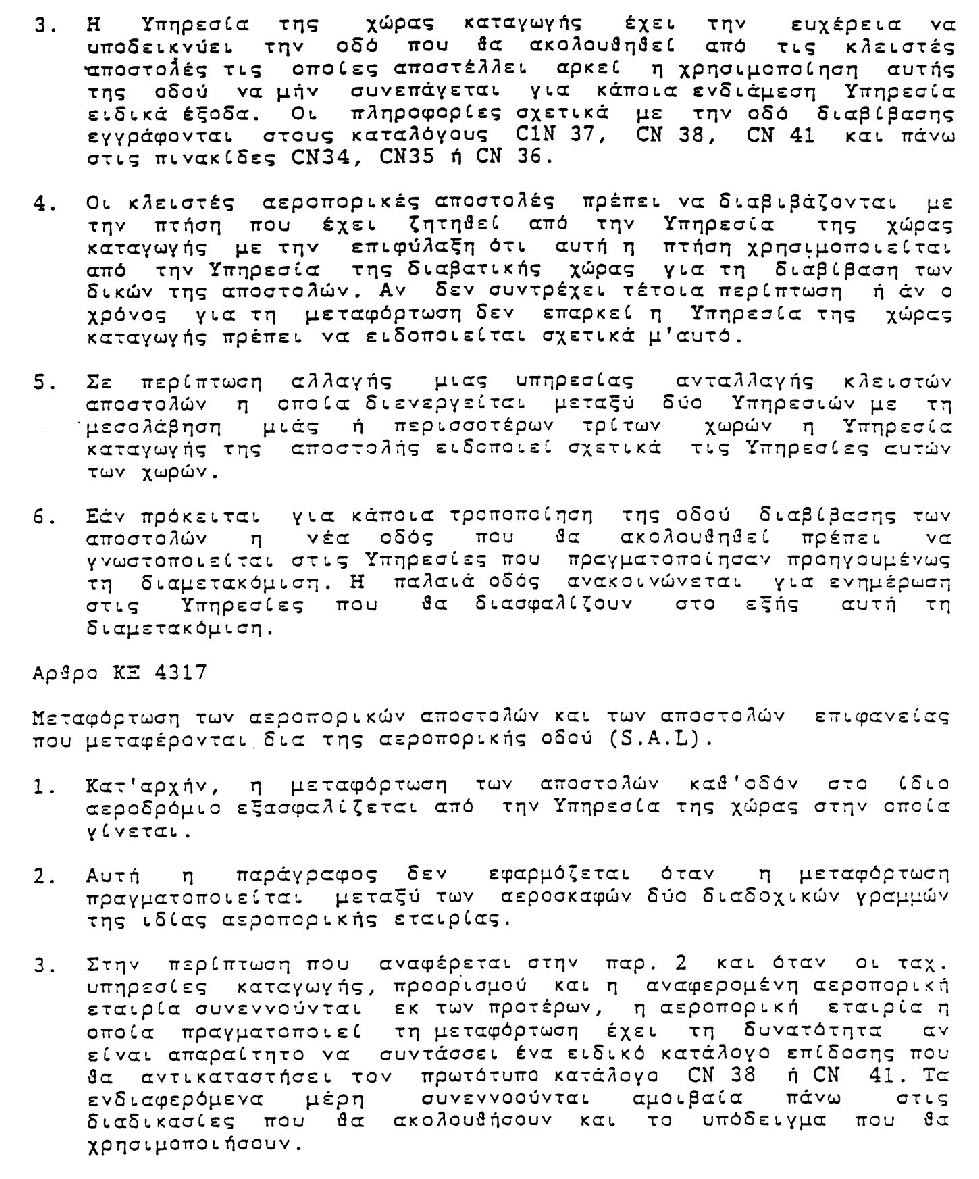 3. Η Υπηρεσία της χώρας καταγωγής έχει την ευχέρεια να
υποδεικνύει την οδό που θα ακολουθηθεί από τις κλειστές
αποστολές τις οποίες αποστέλλει αρκεί η χρησιμοποίηση αυτής
της οδού να μήν συνεπάγεται για κάποια ενδιάμεση Υπηρεσία
ειδικά έξοδα. Οι πληροφορίες σχετικά με την οδό διαβίβασης
εγγράφονται στους καταλόγους C1N 37, CN 38, CN 41 και πάνω
στις πινακίδες CN34, CN35 ή CN 36.
4. Οι κλειστές αεροπορικές αποστολές πρέπει να διαβιβάζονται με
την πτήση που έχει ζητηθεί από την Υπηρεσία της χώρας
καταγωγής με την επιφύλαξη ότι αυτή η πτήση χρησιμοποιείται
από την Υπηρεσία της διαβατικής χώρας για τη διαβίβαση των
δικών της αποστολών. Αν δεν συντρέχει τέτοια περίπτωση ή άν ο
χρόνος για τη μεταφόρτωση δεν επαρκεί η Υπηρεσία της χώρας
καταγωγής πρέπει να ειδοποιείται σχετικά μ'αυτό.
5. Σε περίπτωση αλλαγής μιας υπηρεσίας ανταλλαγής κλειστών
αποστολών η οποία διενεργείται μεταξύ δύο Υπηρεσιών με τη
μεσολάβηση μιάς ή περισσοτέρων τρίτων χωρών η Υπηρεσία
καταγωγής της αποστολής ειδοποιεί σχετικά τις Υπηρεσίες αυτών
των χωρών.
6. Εάν πρόκειται για κάποια τροποποίηση της οδού διαβίβασης των
αποστολών η νέα οδός που θα ακολουθηθεί πρέπει να
γνωστοποιείται στις Υπηρεσίες που πραγματοποίησαν προηγουμένως
τη διαμετακόμιση. Η παλαιά οδός ανακοινώνεται για ενημέρωση
στις Υπηρεσίες που θα διασφαλίζουν στο εξής αυτή τη
διαμετακόμιση.
Αρθρο ΚΞ 4317
Μεταφόρτωση των αεροπορικών αποστολών και των αποστολών επιφανείας
που μεταφέρονται δια της αεροπορικής οδού (S.A.L).
1. Κατ'αρχήν, η μεταφόρτωση των αποστολών καθ'οδόν στο ίδιο
αεροδρόμιο εξασφαλίζεται από την Υπηρεσία της χώρας στην οποία
γίνεται.
2. Αυτή η παράγραφος δεν εφαρμόζεται όταν η μεταφόρτωση
πραγματοποιείται μεταξύ των αεροσκαφών δύο διαδοχικών γραμμών
της ιδίας αεροπορικής εταιρίας.
3. Στην περίπτωση που αναφέρεται στην παρ. 2 και όταν οι ταχ.
υπηρεσίες καταγωγής, προορισμού και η αναφερομένη αεροπορική
εταιρία συνεννούνται εκ των προτέρων, η αεροπορική εταιρία η
οποία πραγματοποιεί τη μεταφόρτωση έχει τη δυνατότητα αν
είναι απαραίτητο να συντάσσει ένα ειδικό κατάλογο επίδοσης που
θα αντικαταστήσει τον πρωτότυπο κατάλογο CN 38 ή CN 41. Τα
ενδιαφερόμενα μέρη συνεννοούνται αμοιβαία πάνω στις
διαδικασίες που θα ακολουθήσουν και το υπόδειγμα που θα
χρησιμοποιήσουν.